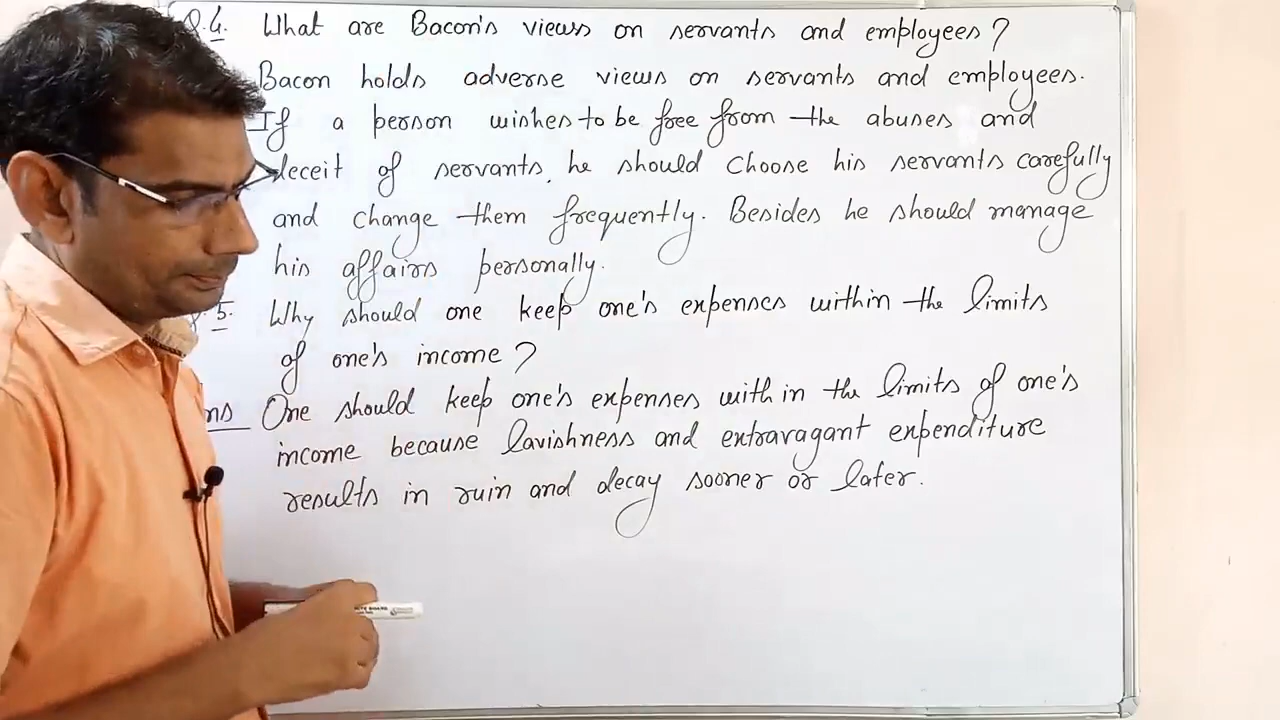 Q.4. What are Bacon's views on servants and employees?
Bacon holds adverse views on servants and employees.
If a person wishes to be free from the abuses and
deceit of servants, he should choose his servants carefully
and change them frequently. Besides he should manage
his affairs personally.
5. Why should one keep one's expenses within the limits
of one's income?
Ans One should keep one's expenses with in the limits of one's
income because lavishness and extravagant expenditure
results in ruin and decay sooner or later.